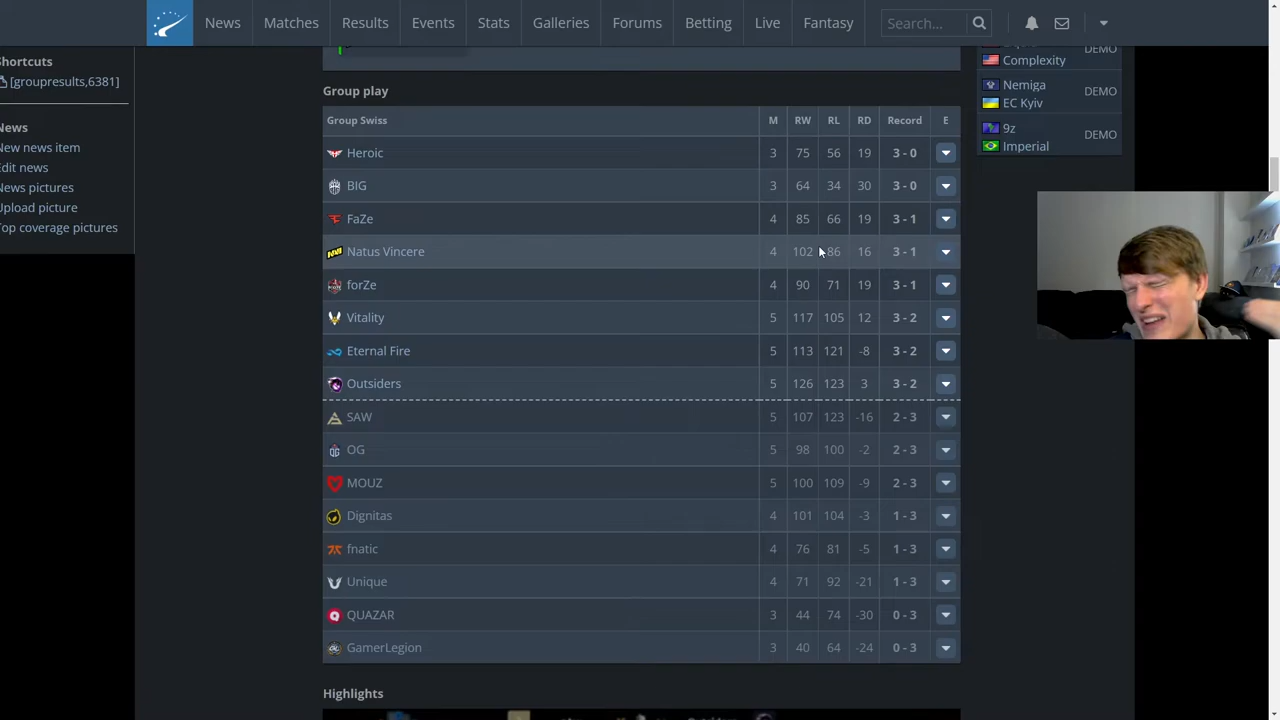 News Matches Results Events Stats Galleries Forums Betting Live Fantasy Search...
Shortcuts
[groupresults,6381]
News
New news item
Edit news
News pictures
Upload picture
Top coverage pictures
Group play
Group Swiss M RW RL RD Record E
Heroic 3 75 56 19 3 - 0
BIG 3 64 34 30 3 - 0
FaZe 4 85 66 19 3 - 1
Natus Vincere 4 102 86 16 3 - 1
forZe 4 90 71 19 3 - 1
Vitality 5 117 105 12 3 - 2
Eternal Fire 5 113 121 -8 3 - 2
Outsiders 5 126 123 3 3 - 2
SAW 5 107 123 -16 2 - 3
OG 5 98 100 -2 2 - 3
MOUZ 5 100 109 -9 2 - 3
Dignitas 4 101 104 -3 1 - 3
fnatic 4 76 81 -5 1 - 3
Unique 4 71 92 -21 1 - 3
QUAZAR 3 44 74 -30 0 - 3
GamerLegion 3 40 64 -24 0 - 3
Highlights
DEMO
Complexity
Nemiga
DEMO
EC Kyiv
9z
DEMO
Imperial